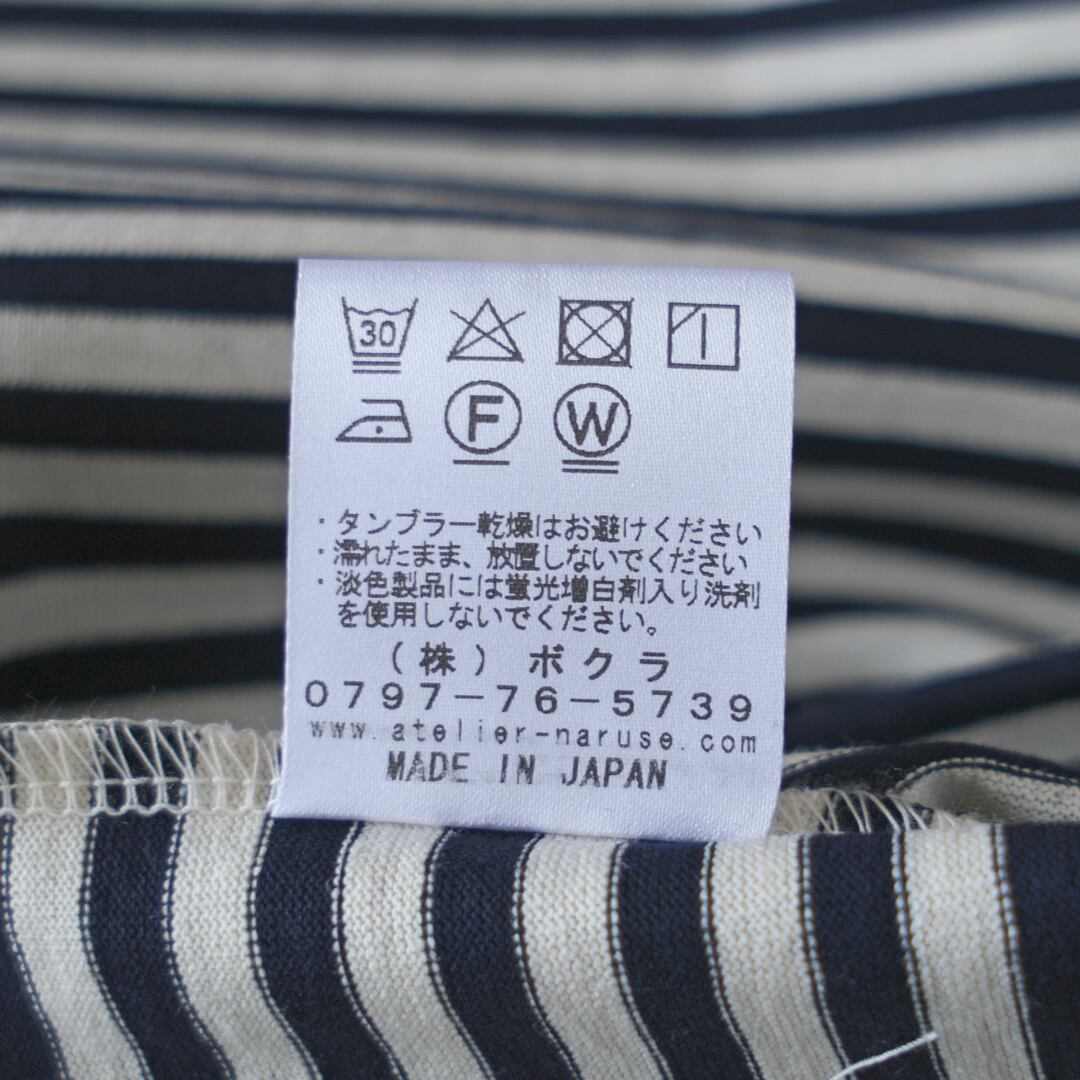 30
F W
・タンブラー乾燥はお避けください
・濡れたまま、放置しないでください
・淡色製品には蛍光増白剤入り洗剤
を使用しないでください。
(株) ボクラ
0797-76-5739
www.atelier-naruse.com
MADE IN JAPAN